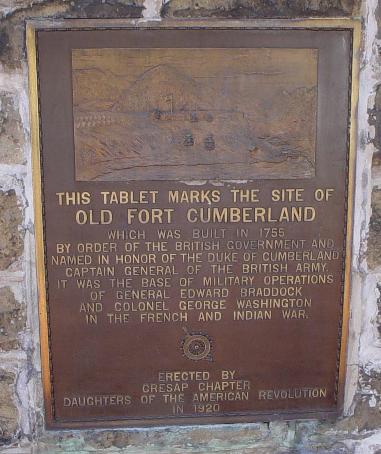 THIS TABLET MARKS THE SITE OF
OLD FORT CUMBERLAND
WHICH WAS BUILT IN 1755
BY ORDER OF THE BRITISH GOVERNMENT AND
NAMED IN HONOR OF THE DUKE OF CUMBERLAND
CAPTAIN GENERAL OF THE BRITISH ARMY.
IT WAS THE BASE OF MILITARY OPERATIONS
OF GENERAL EDWARD BRADDOCK
AND COLONEL GEORGE WASHINGTON
IN THE FRENCH AND INDIAN WAR.
ERECTED BY
CRESAP CHAPTER
DAUGHTERS OF THE AMERICAN REVOLUTION
IN 1920